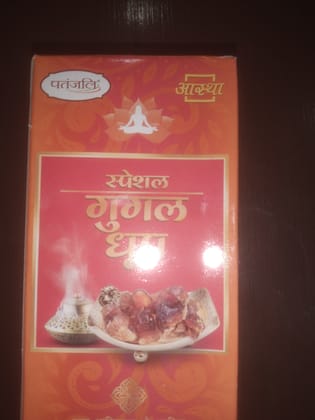 पतंजलि
आस्था
स्पेशल
गुगल
धूप